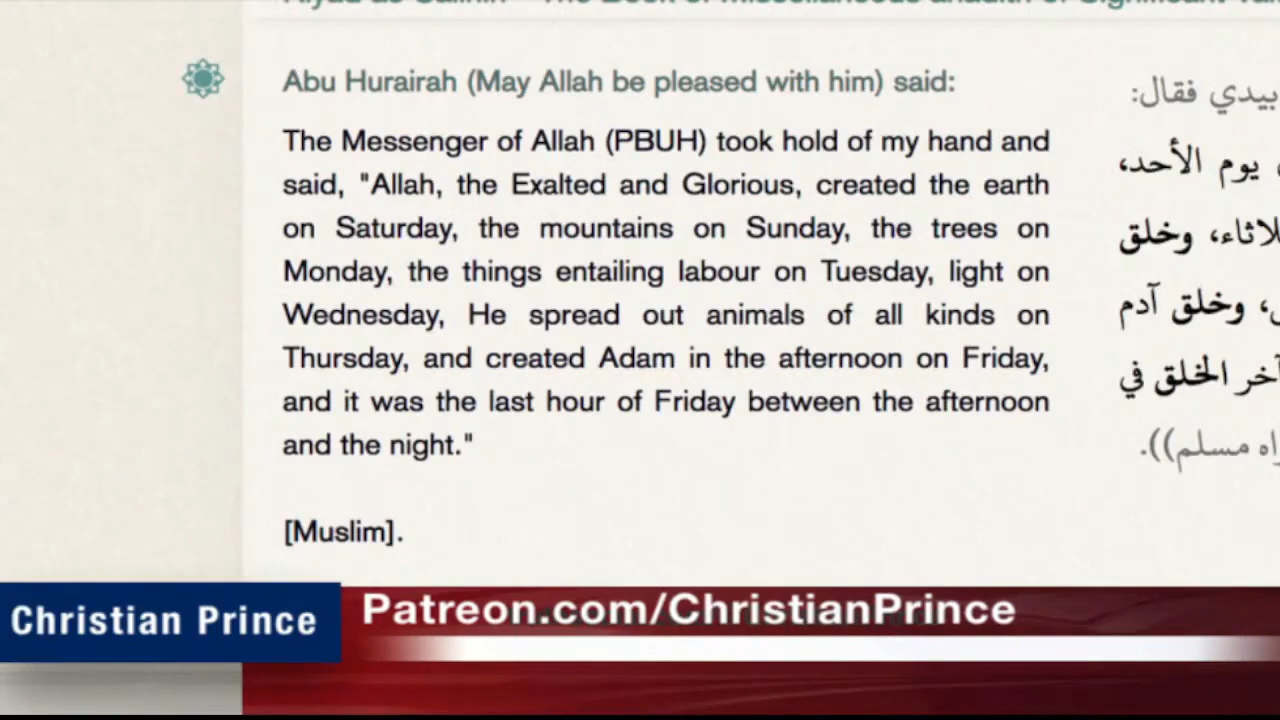 Abu Hurairah (May Allah be pleased with him) said:
The Messenger of Allah (PBUH) took hold of my hand and
said, "Allah, the Exalted and Glorious, created the earth
on Saturday, the mountains on Sunday, the trees on
Monday, the things entailing labour on Tuesday, light on
Wednesday, He spread out animals of all kinds on
Thursday, and created Adam in the afternoon on Friday,
and it was the last hour of Friday between the afternoon
and the night."
[Muslim].
بيدي فقال:
يوم الأحد،
وخلق
وخلق آدم
آخر الخلق في
مسلم)).
Christian Prince
Patreon.com/ChristianPrince